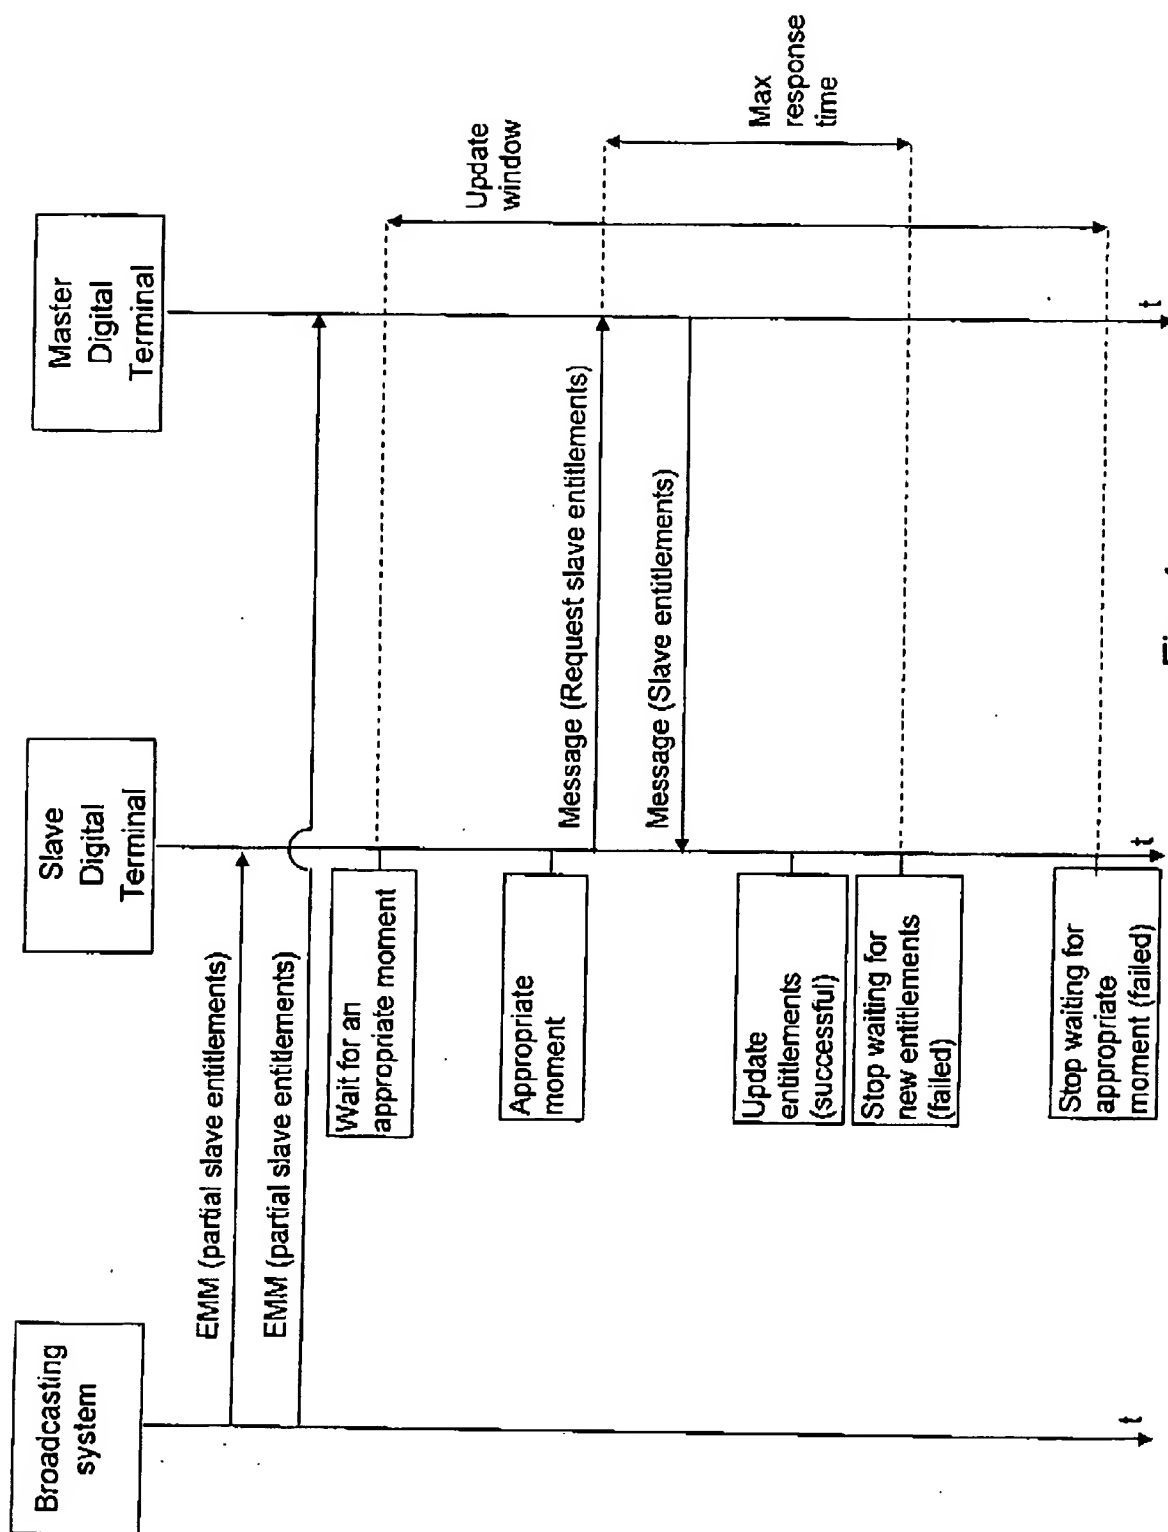 Broadcasting
system
Slave
Digital
Terminal
Master
Digital
Terminal
EMM (partial slave entitlements)
EMM (partial slave entitlements)
Wait for an
appropriate moment
Update
window
Appropriate
moment
Message (Request slave entitlements)
Message (Slave entitlements)
Max
response
time
Update
entitlements
(successful)
Stop waiting for
new entitlements
(failed)
Stop waiting for
appropriate
moment (failed)
t
t
t